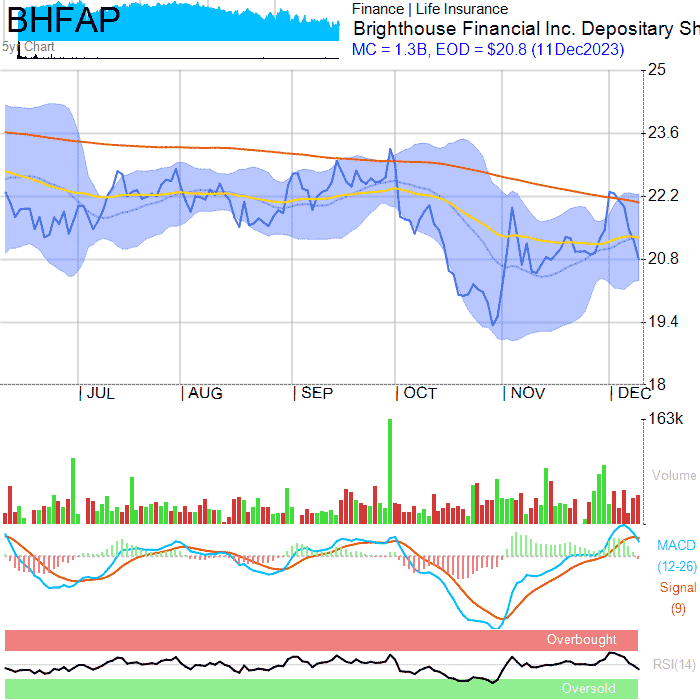 BHFAP
5yr Chart
Finance | Life Insurance
Brighthouse Financial Inc. Depositary Sh
MC = 1.3B, EOD = $20.8 (11Dec2023)
25
23.6
22.2
20.8
19.4
18
| JUL | AUG | SEP | OCT | NOV | DEC
163k
Volume
MACD
(12-26)
Signal
(9)
Overbought
RSI(14)
Oversold